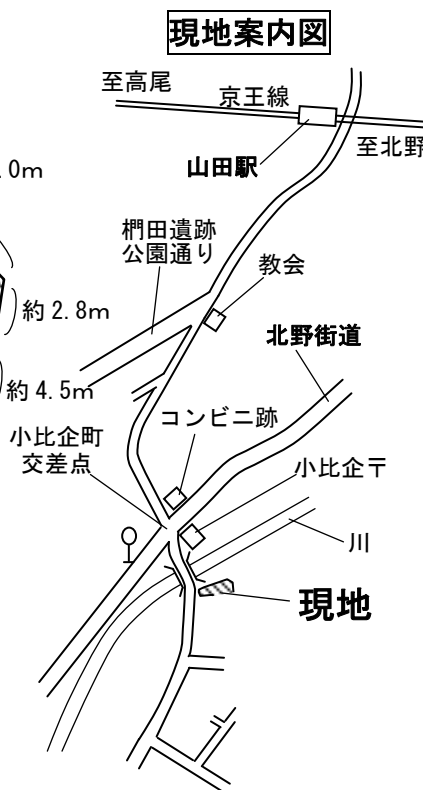 現地案内図
至高尾
京王線
至北野
山田駅
.0m
椚田遺跡
公園通り
教会
約2.8m
北野街道
約4.5m
コンビニ跡
小比企町
交差点
小比企〒
川
現地